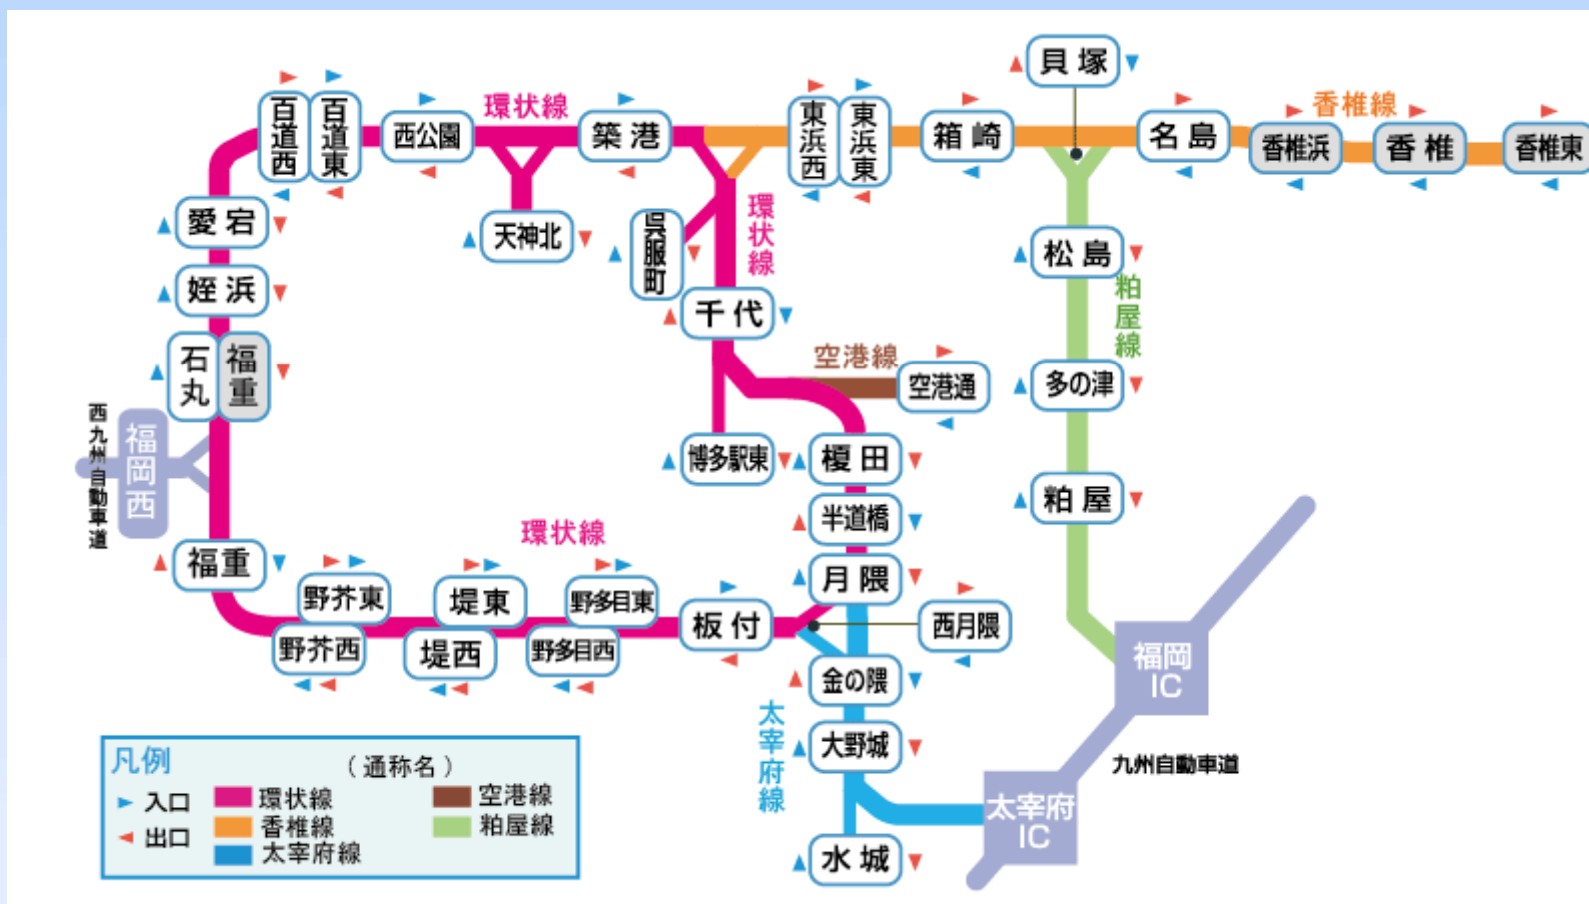 貝塚
環状線
香椎線
百道西
百道東
西公園
築港
東浜西
東浜東
箱崎
名島
香椎浜
香椎
香椎東
愛宕
天神北
呉服町
環状線
松島
粕屋線
姪浜
千代
石丸
福重
空港線
空港通
多の津
西九州自動車道
福岡西
博多駅東
榎田
粕屋
半道橋
環状線
福重
月隈
野芥東
堤東
野多目東
板付
西月隈
野芥西
堤西
野多目西
金の隈
福岡
IC
太宰府線
大野城
九州自動車道
太宰府
IC
水城
凡例
(通称名)
入口
環状線
空港線
出口
香椎線
粕屋線
太宰府線